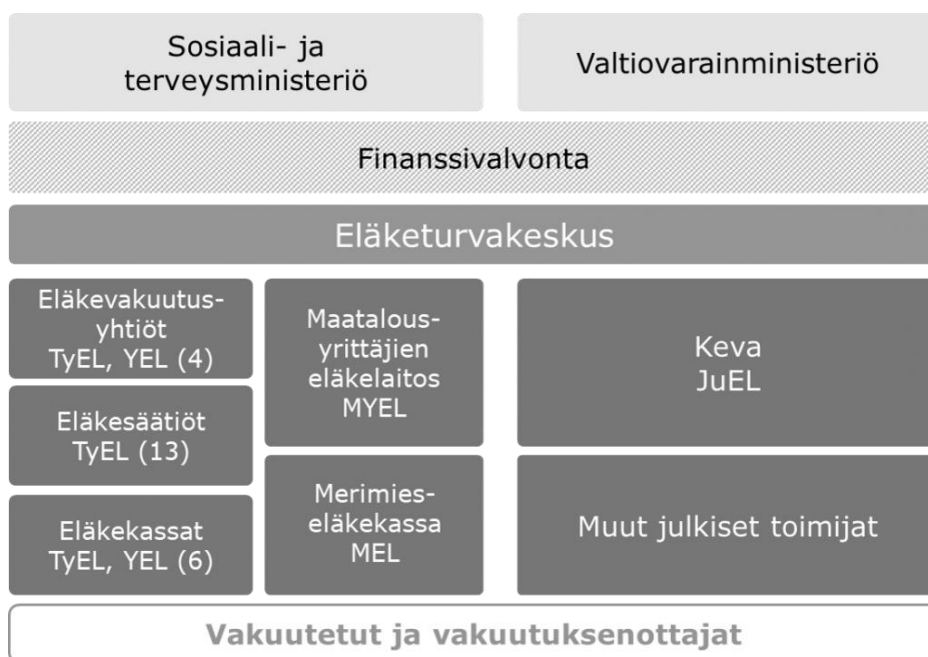 Sosiaali- ja
terveysministeriö
Valtiovarainministeriö
Finanssivalvonta
Eläketurvakeskus
Eläkevakuutus-
yhtiöt
TyEL, YEL (4)
Eläkesäätiöt
TyEL (13)
Eläkekassat
TyEL, YEL (6)
Maatalous-
yrittäjien
eläkelaitos
MYEL
Merimies-
eläkekassa
MEL
Keva
JuEL
Muut julkiset toimijat
Vakuutetut ja vakuutuksenottajat